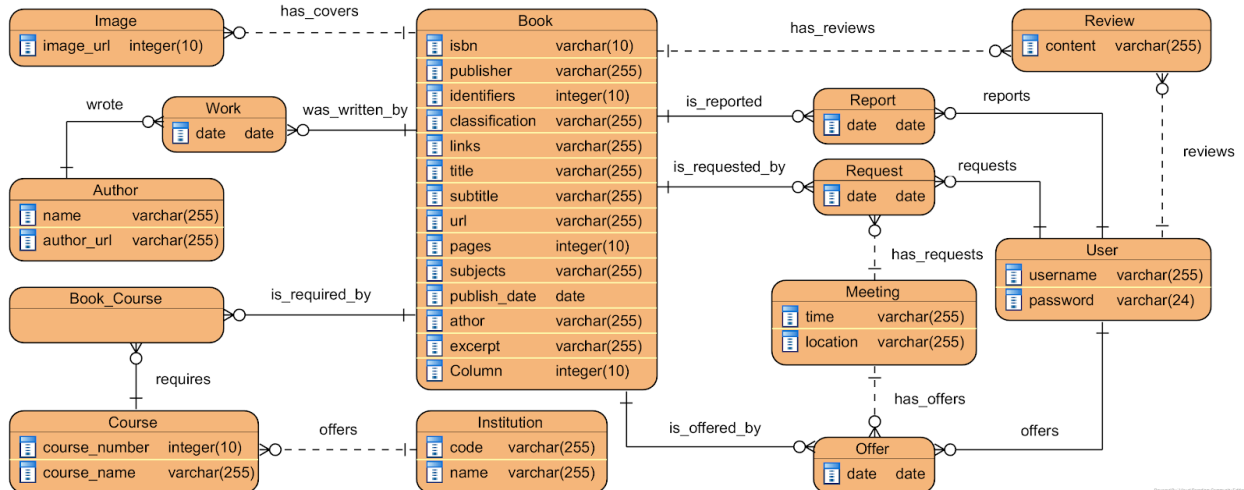 Image
image_url integer(10)
has_covers
Book
isbn varchar(10)
publisher varchar(255)
identifiers integer(10)
classification varchar(255)
links varchar(255)
title varchar(255)
subtitle varchar(255)
url varchar(255)
pages integer(10)
subjects varchar(255)
publish_date date
athor varchar(255)
excerpt varchar(255)
Column integer(10)
has_reviews
Review
content varchar(255)
wrote
Work
date date
was_written_by
is_reported
Report
date date
reports
reviews
Author
name varchar(255)
author_url varchar(255)
is_requested_by
Request
date date
requests
has_requests
User
username varchar(255)
password varchar(24)
Book_Course
is_required_by
Meeting
time varchar(255)
location varchar(255)
requires
has_offers
Course
course_number integer(10)
course_name varchar(255)
offers
Institution
code varchar(255)
name varchar(255)
is_offered_by
Offer
date date
offers